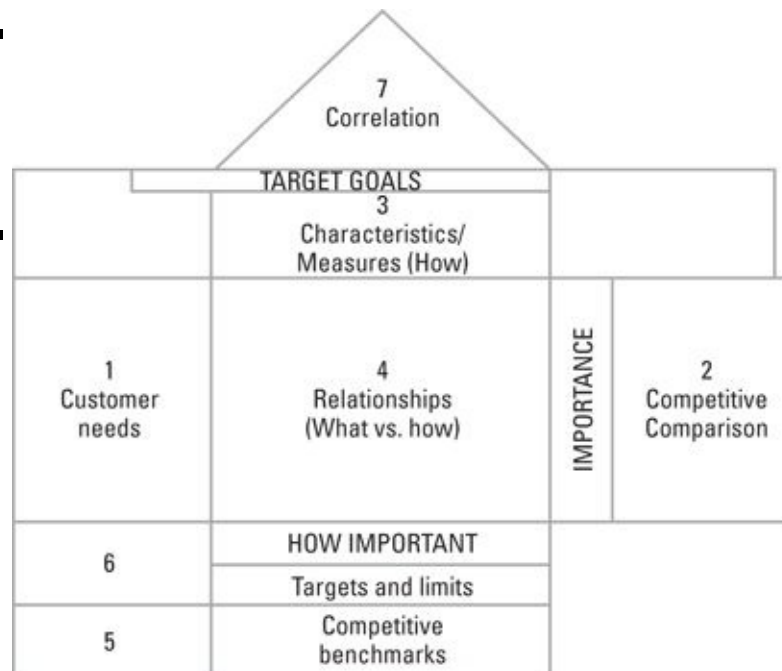 7
Correlation
TARGET GOALS
3
Characteristics/
Measures (How)
1
Customer
needs
4
Relationships
(What vs. how)
IMPORTANCE
2
Competitive
Comparison
6
HOW IMPORTANT
Targets and limits
5
Competitive
benchmarks